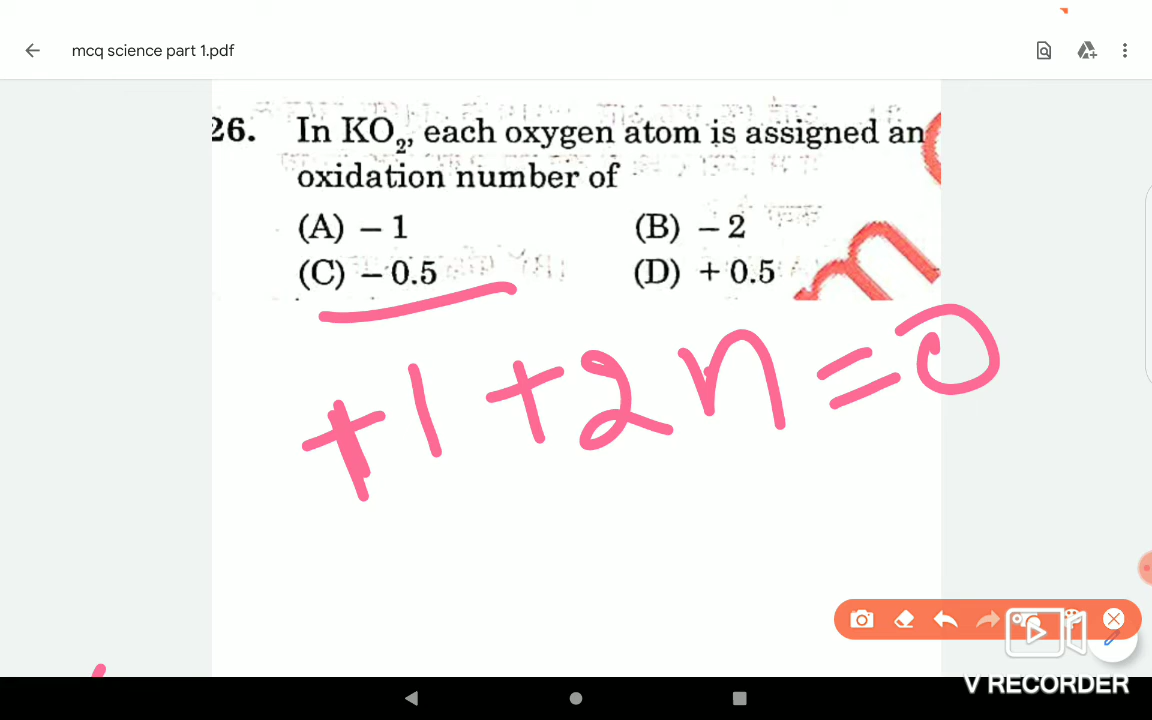 mcq science part 1.pdf
26. In KO₂, each oxygen atom is assigned an
oxidation number of
(A) – 1 (B) – 2
(C) – 0.5 (D) + 0.5
+1+2n=0
V RECORDER